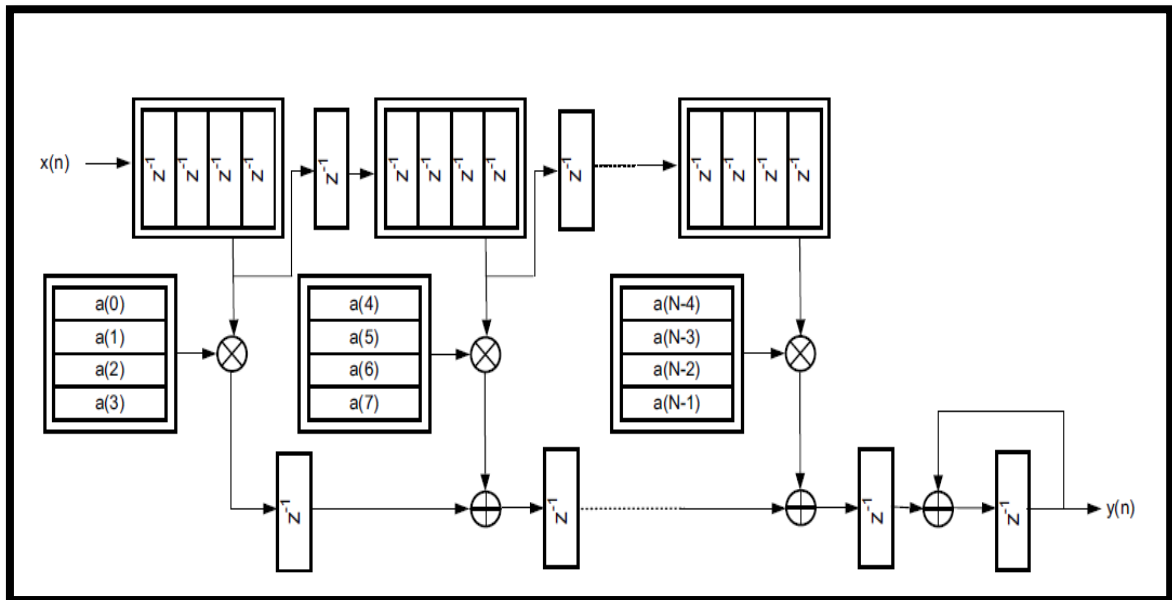 x(n)
z⁻¹ z⁻¹ z⁻¹ z⁻¹
z⁻¹
z⁻¹ z⁻¹ z⁻¹ z⁻¹
z⁻¹
z⁻¹ z⁻¹ z⁻¹ z⁻¹
a(0)
a(1)
a(2)
a(3)
a(4)
a(5)
a(6)
a(7)
a(N-4)
a(N-3)
a(N-2)
a(N-1)
z⁻¹
z⁻¹
z⁻¹
z⁻¹
y(n)